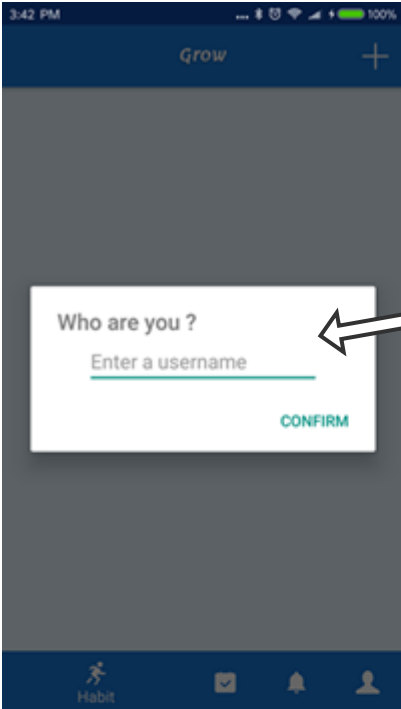 3:42 PM ... 100%
Grow
Who are you ?
Enter a username
CONFIRM
Habit